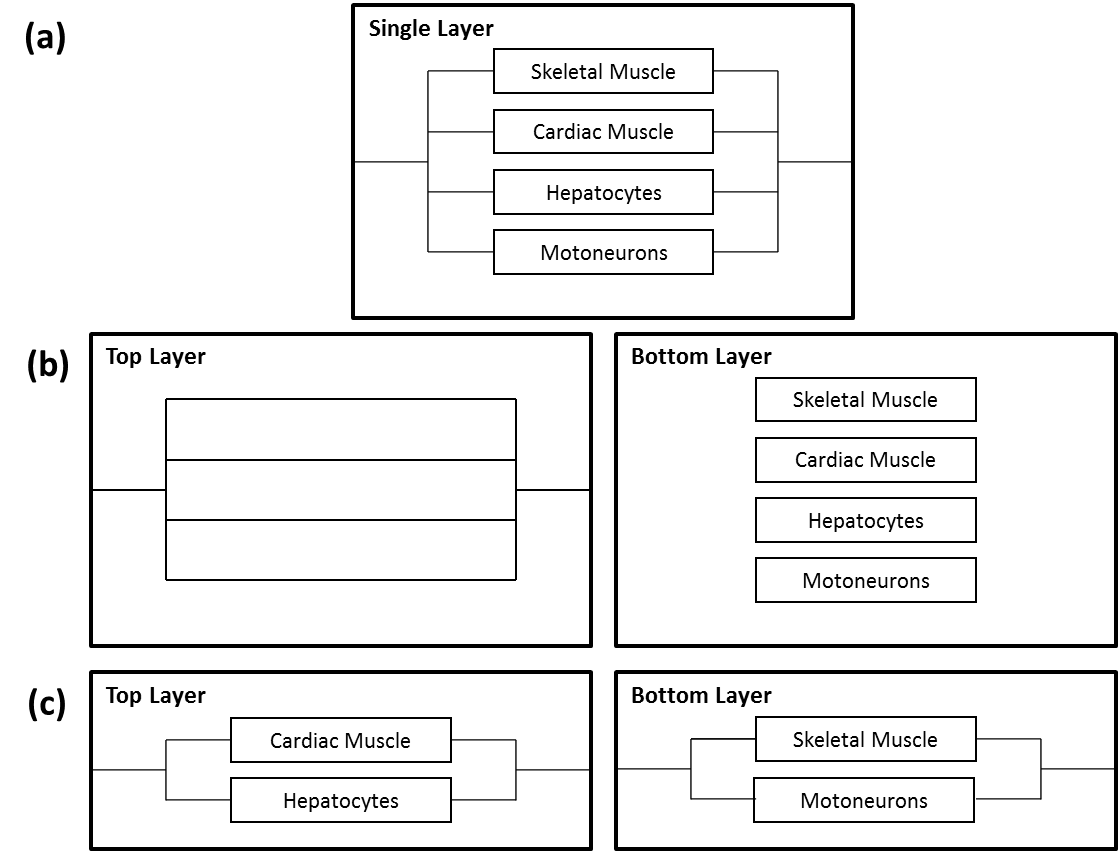 (a)
Single Layer
Skeletal Muscle
Cardiac Muscle
Hepatocytes
Motoneurons
(b)
Top Layer
Bottom Layer
Skeletal Muscle
Cardiac Muscle
Hepatocytes
Motoneurons
(c)
Top Layer
Cardiac Muscle
Hepatocytes
Bottom Layer
Skeletal Muscle
Motoneurons